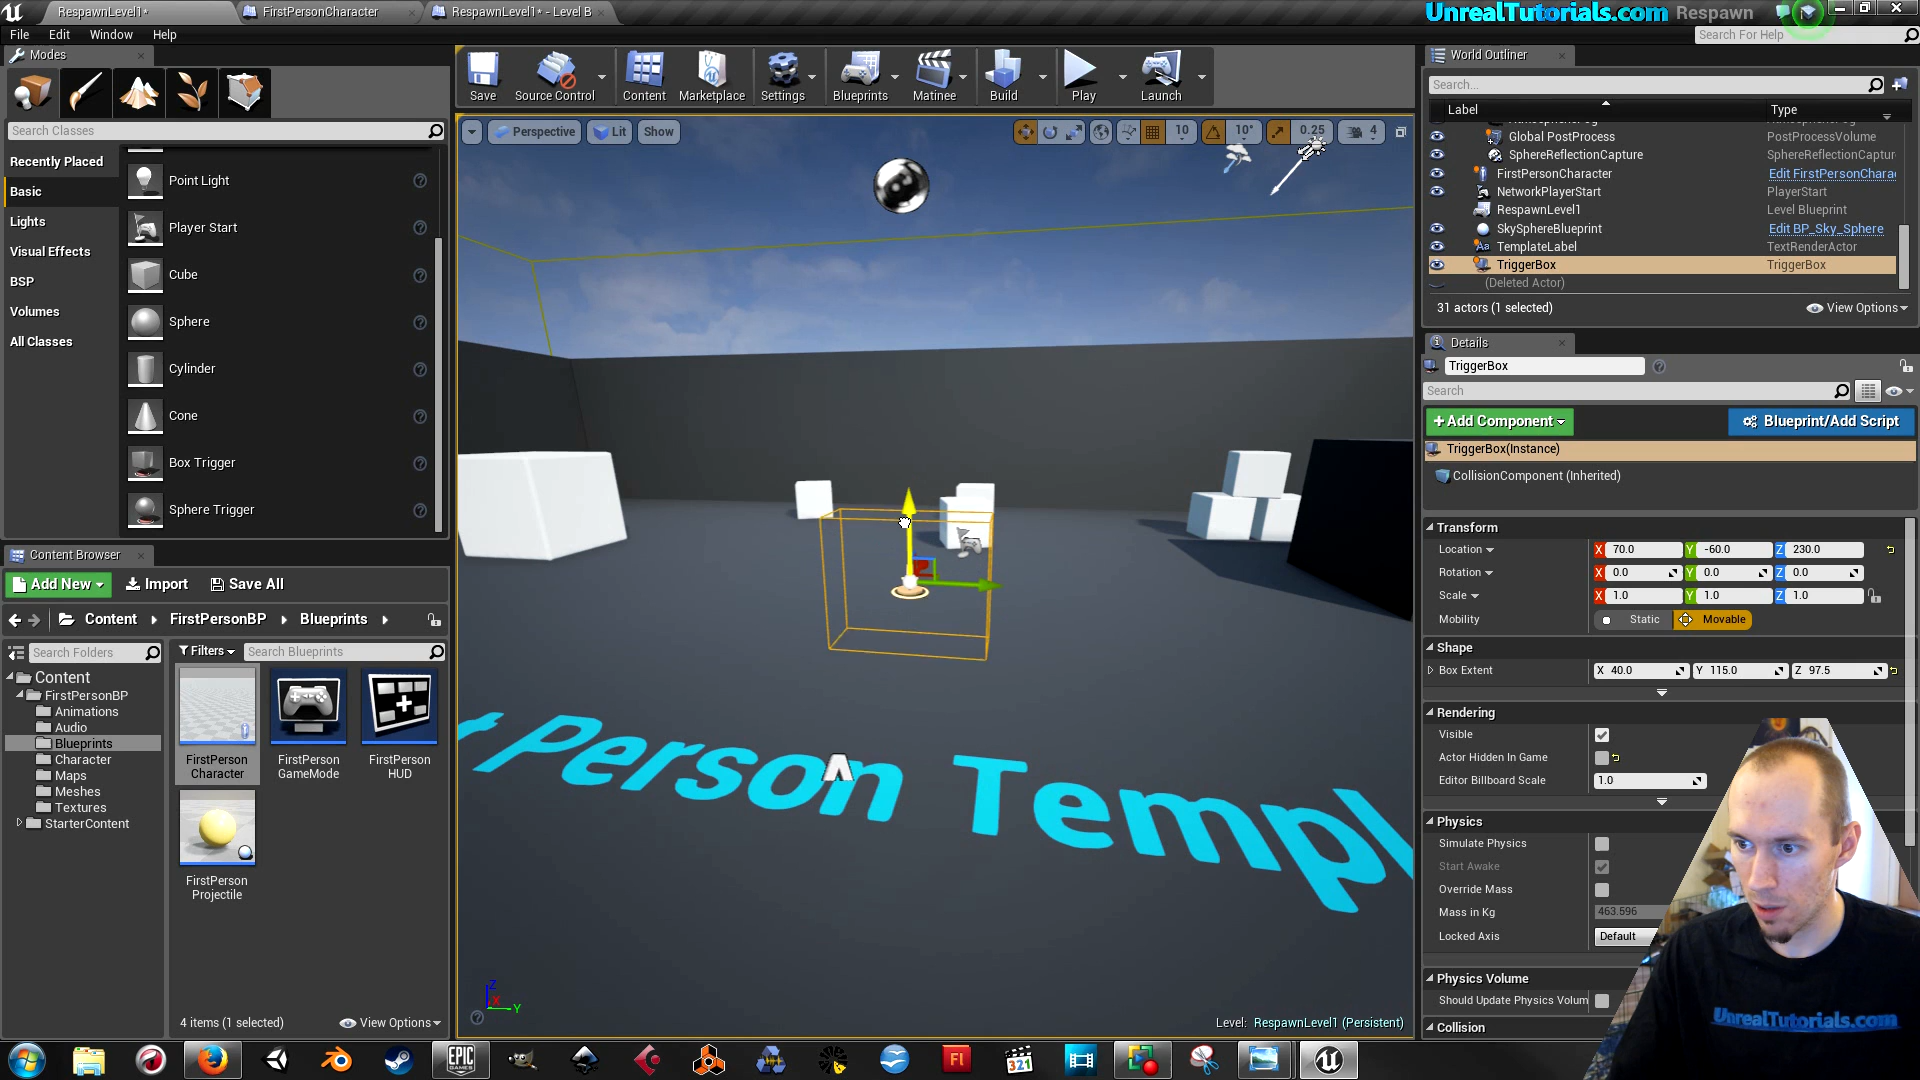 RespawnLevel1*
FirstPersonCharacter
RespawnLevel1* - Level B
UnrealTutorials.com
Respawn
File
Edit
Window
Help
Search For Help
Modes
Search Classes
Recently Placed
Basic
Lights
Visual Effects
BSP
Volumes
All Classes
Point Light
Player Start
Cube
Sphere
Cylinder
Cone
Box Trigger
Sphere Trigger
Save
Source Control
Content
Marketplace
Settings
Blueprints
Matinee
Build
Play
Launch
Perspective
Lit
Show
10
10°
0.25
4
t Person Templ
Level: RespawnLevel1 (Persistent)
Z
X
Y
Content Browser
Add New
Import
Save All
Content
FirstPersonBP
Blueprints
Search Folders
Filters
Search Blueprints
Content
FirstPersonBP
Animations
Audio
Blueprints
Character
Maps
Meshes
Textures
StarterContent
FirstPerson
Character
FirstPerson
GameMode
FirstPerson
HUD
FirstPerson
Projectile
4 items (1 selected)
View Options
World Outliner
Search...
Label
Type
Global PostProcess
PostProcessVolume
SphereReflectionCapture
SphereReflectionCaptur
FirstPersonCharacter
Edit FirstPersonChara
NetworkPlayerStart
PlayerStart
RespawnLevel1
Level Blueprint
SkySphereBlueprint
Edit BP_Sky_Sphere
TemplateLabel
TextRenderActor
TriggerBox
TriggerBox
(Deleted Actor)
31 actors (1 selected)
View Options
Details
TriggerBox
Search
+ Add Component
Blueprint/Add Script
TriggerBox(Instance)
CollisionComponent (Inherited)
Transform
Location
X 70.0
Y -60.0
Z 230.0
Rotation
X 0.0
Y 0.0
Z 0.0
Scale
X 1.0
Y 1.0
Z 1.0
Mobility
Static
Movable
Shape
Box Extent
X 40.0
Y 115.0
Z 97.5
Rendering
Visible
Actor Hidden In Game
Editor Billboard Scale
1.0
Physics
Simulate Physics
Start Awake
Override Mass
Mass in Kg
463.596
Locked Axis
Default
Physics Volume
Should Update Physics Volum
Collision
UnrealTutorials.com
EPIC
GAMES
Fl
321